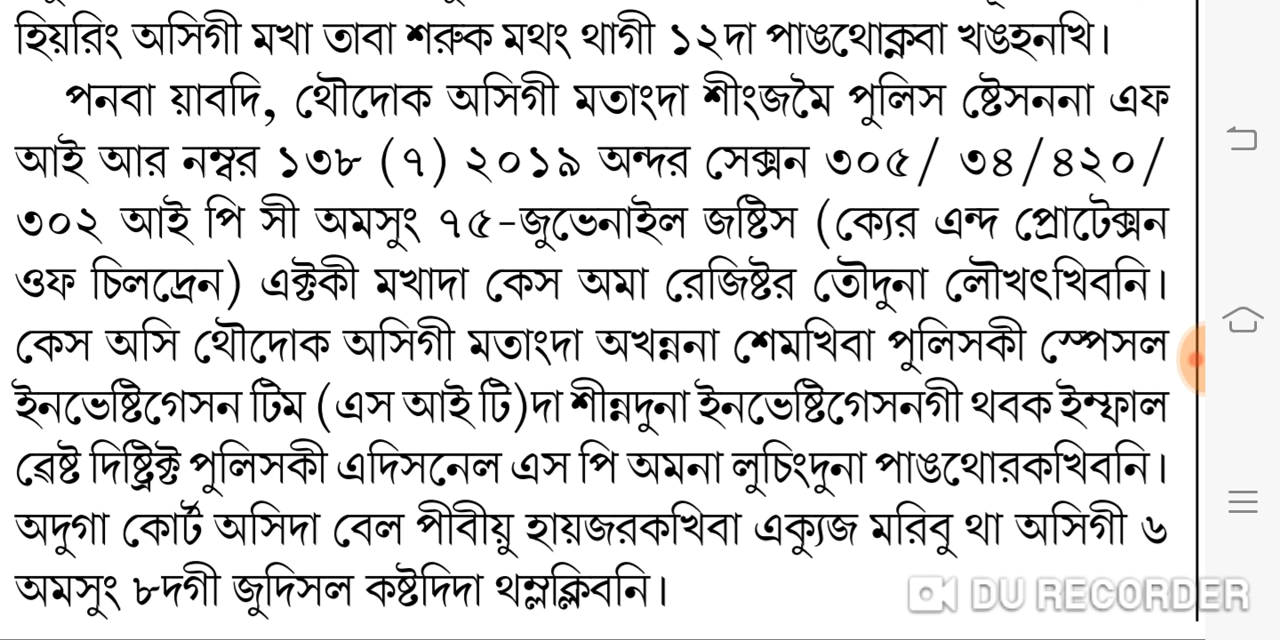 হিয়রিং অসিগী মখা তাবা শরুক মথং থাগী ১২দা পাঙথোক্লবা খঙহনখি।
পনবা য়াবদি, থৌদোক অসিগী মতাংদা শীংজমৈ পুলিস ষ্টেসননা এফ
আই আর নম্বর ১৩৮ (৭) ২০১৯ অন্দর সেক্সন ৩০৫/ ৩৪/৪২০/
৩০২ আই পি সী অমসুং ৭৫-জুভেনাইল জষ্টিস (ক্যের এন্দ প্রোটেক্সন
ওফ চিলদ্রেন) এক্টকী মখাদা কেস অমা রেজিষ্টর তৌদুনা লৌখৎখিবনি।
কেস অসি থৌদোক অসিগী মতাংদা অখন্ননা শেমখিবা পুলিসকী স্পেসল
ইনভেষ্টিগেসন টিম (এস আই টি)দা শীন্নদুনা ইনভেষ্টিগেসনগী থবক ইম্ফাল
ৱেষ্ট দিষ্ট্রিক্ট পুলিসকী এদিসনেল এস পি অমনা লুচিংদুনা পাঙথোরকখিবনি।
অদুগা কোর্ট অসিদা বেল পীবীয়ু হায়জরকখিবা এক্যুজ মরিবু থা অসিগী ৬
অমসুং ৮দগী জুদিসল কষ্টদিদা থম্লক্লিবনি।
DU RECORDER